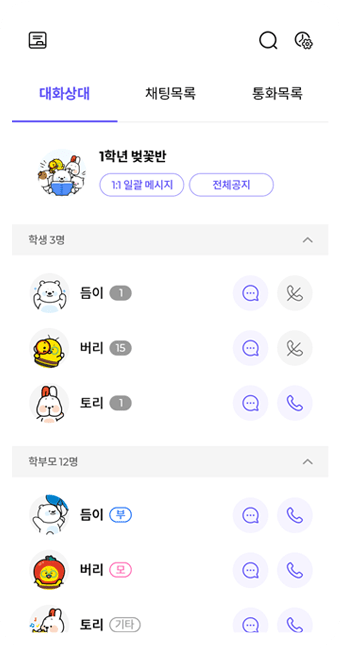 대화상대 채팅목록 통화목록
1학년 벚꽃반
1:1 일괄 메시지 전체공지
학생 3명
듬이 1
버리 15
토리 1
학부모 12명
듬이 부
버리 모
토리 기타